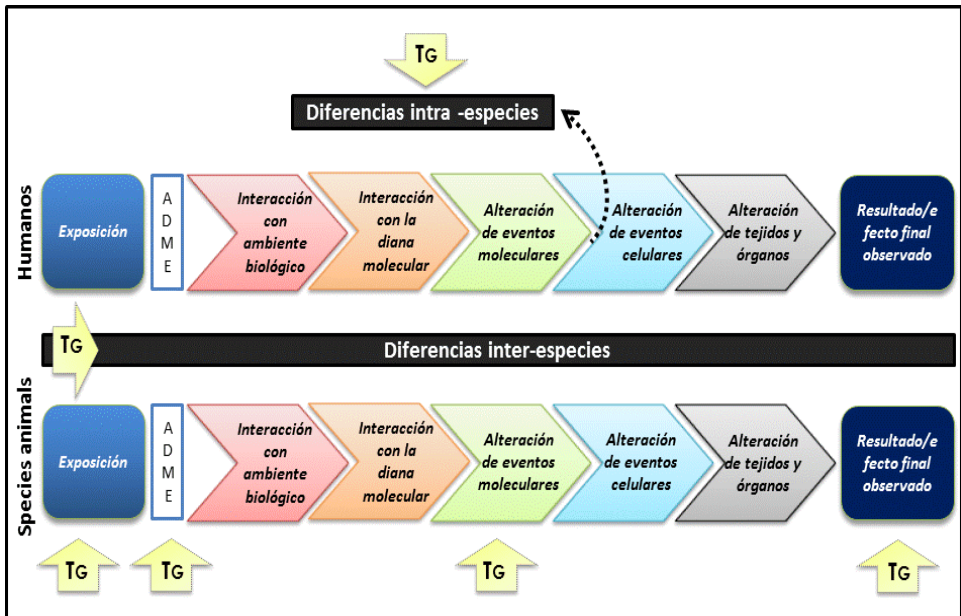 TG
Diferencias intra -especies
Humanos
Exposición
A
D
M
E
Interacción
con
ambiente
biológico
Interacción
con la
diana
molecular
Alteración
de eventos
moleculares
Alteración
de eventos
celulares
Alteración
de tejidos y
órganos
Resultado/e
fecto final
observado
TG
Diferencias inter-especies
Species animals
Exposición
A
D
M
E
Interacción
con
ambiente
biológico
Interacción
con la
diana
molecular
Alteración
de eventos
moleculares
Alteración
de eventos
celulares
Alteración
de tejidos y
órganos
Resultado/e
fecto final
observado
TG
TG
TG
TG